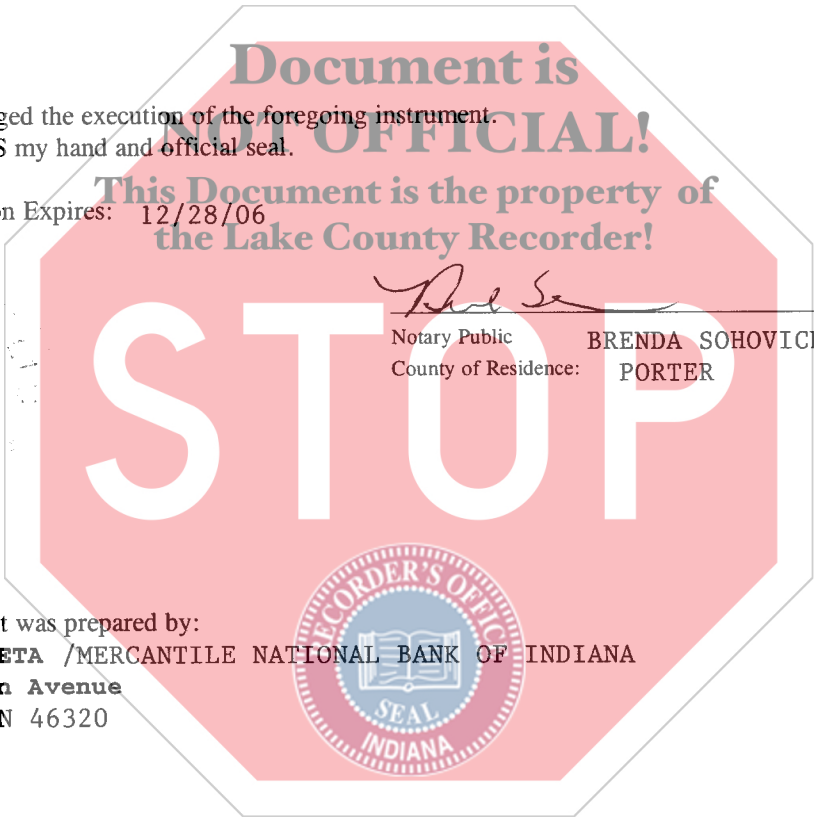 Document is
ged the execution of the foregoing instrument.
NOT OFFICIAL!
S my hand and official seal.
This Document is the property of
n Expires: 12/28/06
the Lake County Recorder!
Notary Public BRENDA SOHOVICH
County of Residence: PORTER
STOP
RECORDER'S OFFICE
t was prepared by:
ETA /MERCANTILE NATIONAL BANK OF INDIANA
n Avenue
SEAL
N 46320
INDIANA